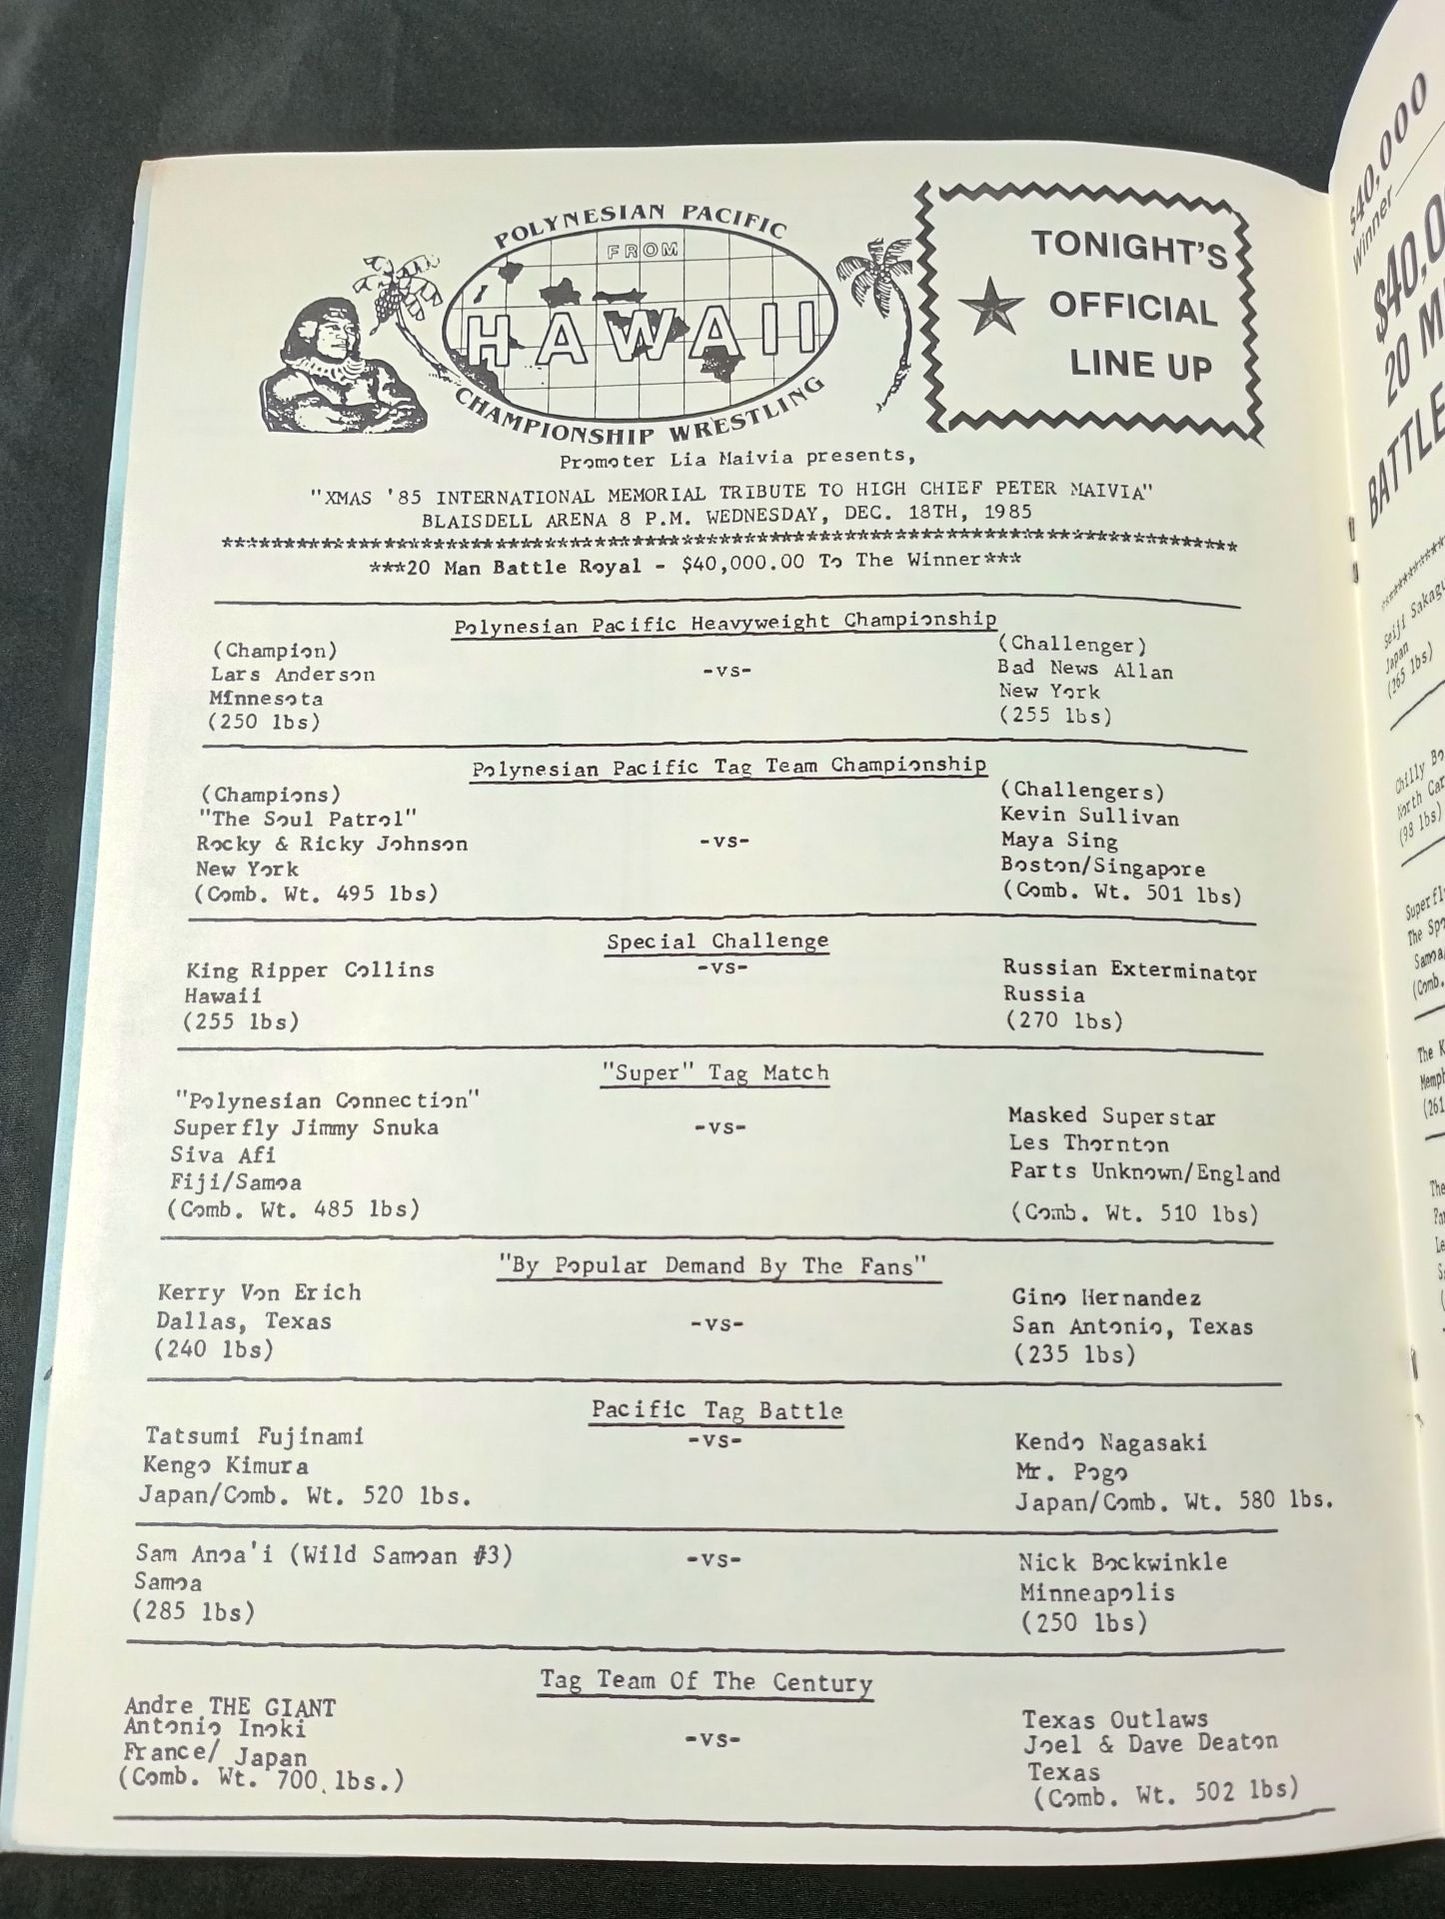 POLYNESIAN PACIFIC
FROM
HAWAII
CHAMPIONSHIP WRESTLING
TONIGHT'S
OFFICIAL
LINE UP
Promoter Lia Maivia presents,
"XMAS '85 INTERNATIONAL MEMORIAL TRIBUTE TO HIGH CHIEF PETER MAIVIA"
BLAISDELL ARENA 8 P.M. WEDNESDAY, DEC. 18TH, 1985
***20 Man Battle Royal - $40,000.00 To The Winner***
Polynesian Pacific Heavyweight Championship
(Champion)
Lars Anderson
Minnesota
(250 lbs)
-vs-
(Challenger)
Bad News Allan
New York
(255 lbs)
Polynesian Pacific Tag Team Championship
(Champions)
"The Soul Patrol"
Rocky & Ricky Johnson
New York
(Comb. Wt. 495 lbs)
-vs-
(Challengers)
Kevin Sullivan
Maya Sing
Boston/Singapore
(Comb. Wt. 501 lbs)
Special Challenge
King Ripper Collins
Hawaii
(255 lbs)
-vs-
Russian Exterminator
Russia
(270 lbs)
"Super" Tag Match
"Polynesian Connection"
Superfly Jimmy Snuka
Siva Afi
Fiji/Samoa
(Comb. Wt. 485 lbs)
-vs-
Masked Superstar
Les Thornton
Parts Unknown/England
(Comb. Wt. 510 lbs)
"By Popular Demand By The Fans"
Kerry Von Erich
Dallas, Texas
(240 lbs)
-vs-
Gino Hernandez
San Antonio, Texas
(235 lbs)
Pacific Tag Battle
Tatsumi Fujinami
Kengo Kimura
Japan/Comb. Wt. 520 lbs.
-vs-
Kendo Nagasaki
Mr. Pogo
Japan/Comb. Wt. 580 lbs.
Sam Anoa'i (Wild Samoan #3)
Samoa
(285 lbs)
-vs-
Nick Bockwinkle
Minneapolis
(250 lbs)
Tag Team Of The Century
Andre THE GIANT
Antonio Inoki
France/ Japan
(Comb. Wt. 700 lbs.)
-vs-
Texas Outlaws
Joel & Dave Deaton
Texas
(Comb. Wt. 502 lbs)
$40,000
Winner
20
BATTLE
Seiji
Japan
(265 lbs)
Chilly
North
(98 lbs)
The
(261
The